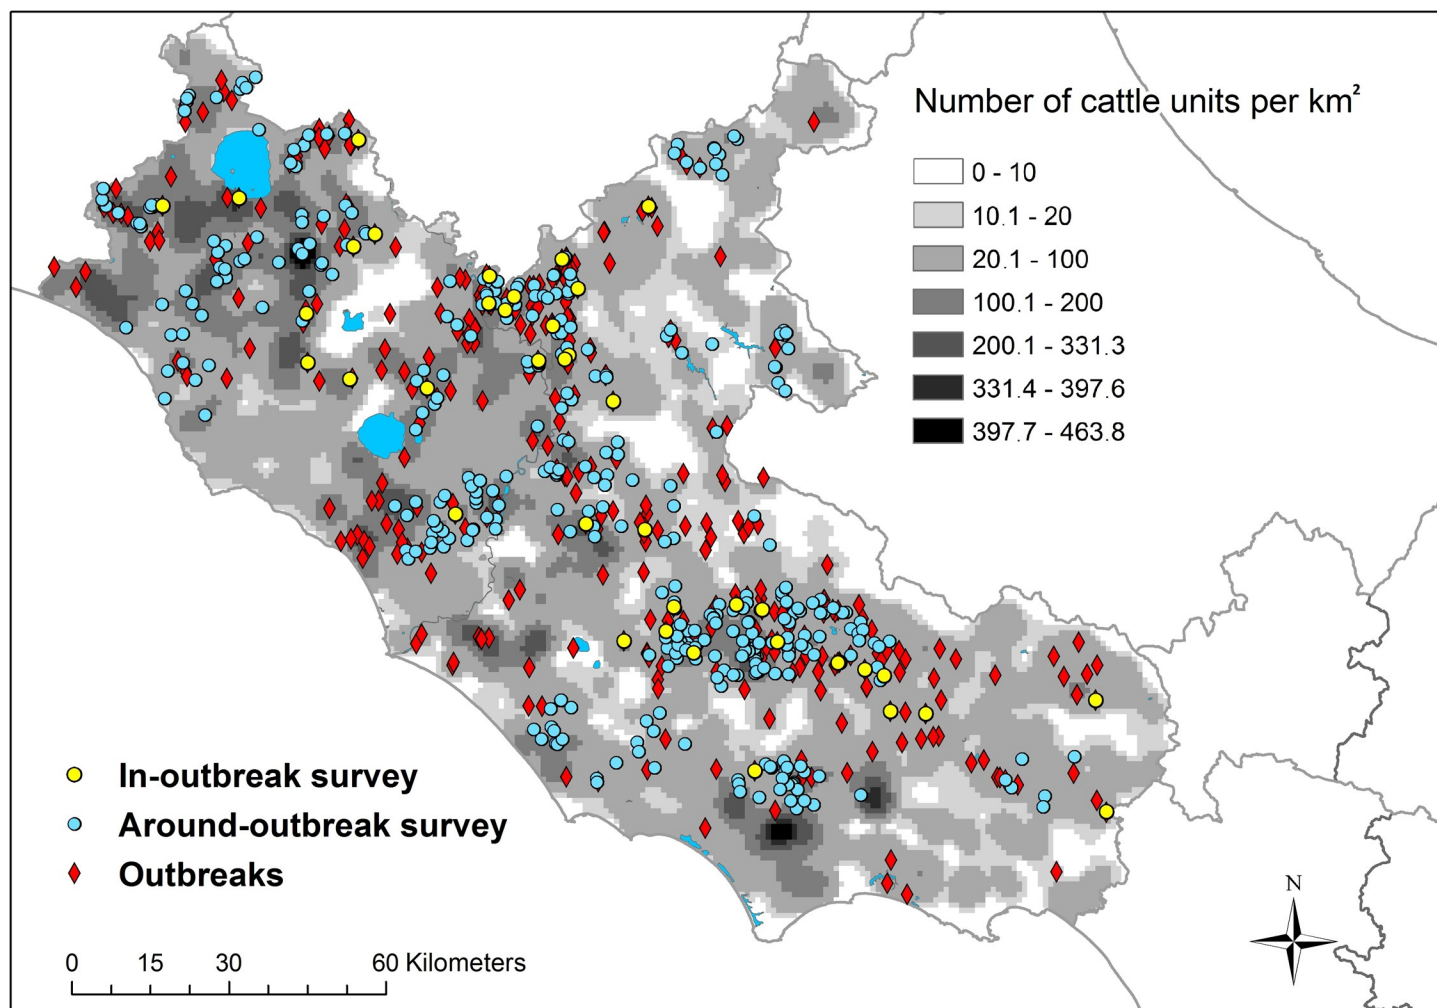 Number of cattle units per km²
0 - 10
10.1 - 20
20.1 - 100
100.1 - 200
200.1 - 331.3
331.4 - 397.6
397.7 - 463.8
In-outbreak survey
Around-outbreak survey
Outbreaks
0 15 30 60 Kilometers
N